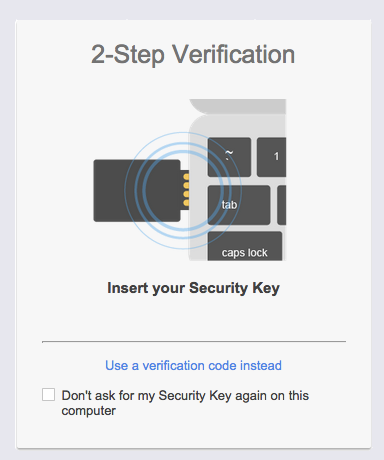 2-Step Verification
~
1
tab
caps lock
Insert your Security Key
Use a verification code instead
Don't ask for my Security Key again on this
computer